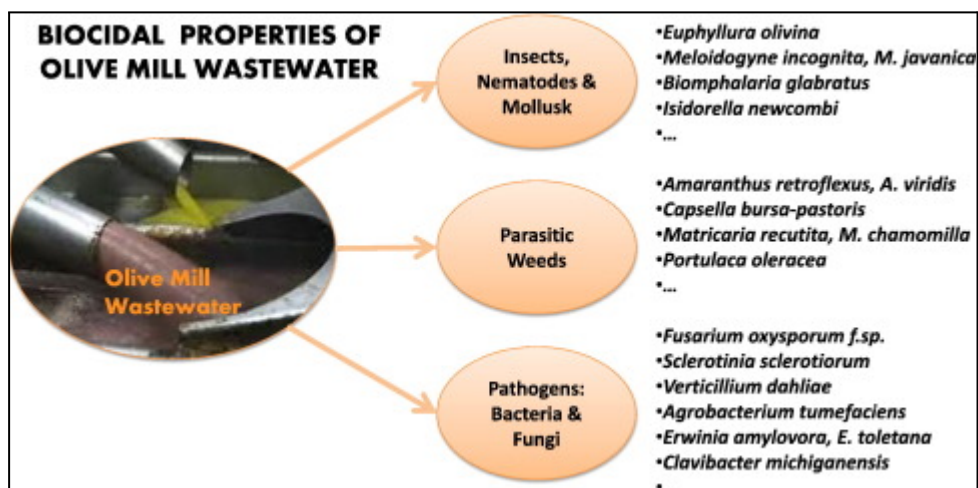 BIOCIDAL PROPERTIES OF
OLIVE MILL WASTEWATER
Olive Mill
Wastewater
Insects,
Nematodes &
Mollusk
•Euphyllura olivina
•Meloidogyne incognita, M. javanica
•Biomphalaria glabratus
•Isidorella newcombi
•...
Parasitic
Weeds
•Amaranthus retroflexus, A. viridis
•Capsella bursa-pastoris
•Matricaria recutita, M. chamomilla
•Portulaca oleracea
•...
Pathogens:
Bacteria &
Fungi
•Fusarium oxysporum f.sp.
•Sclerotinia sclerotiorum
•Verticillium dahliae
•Agrobacterium tumefaciens
•Erwinia amylovora, E. toletana
•Clavibacter michiganensis
•...